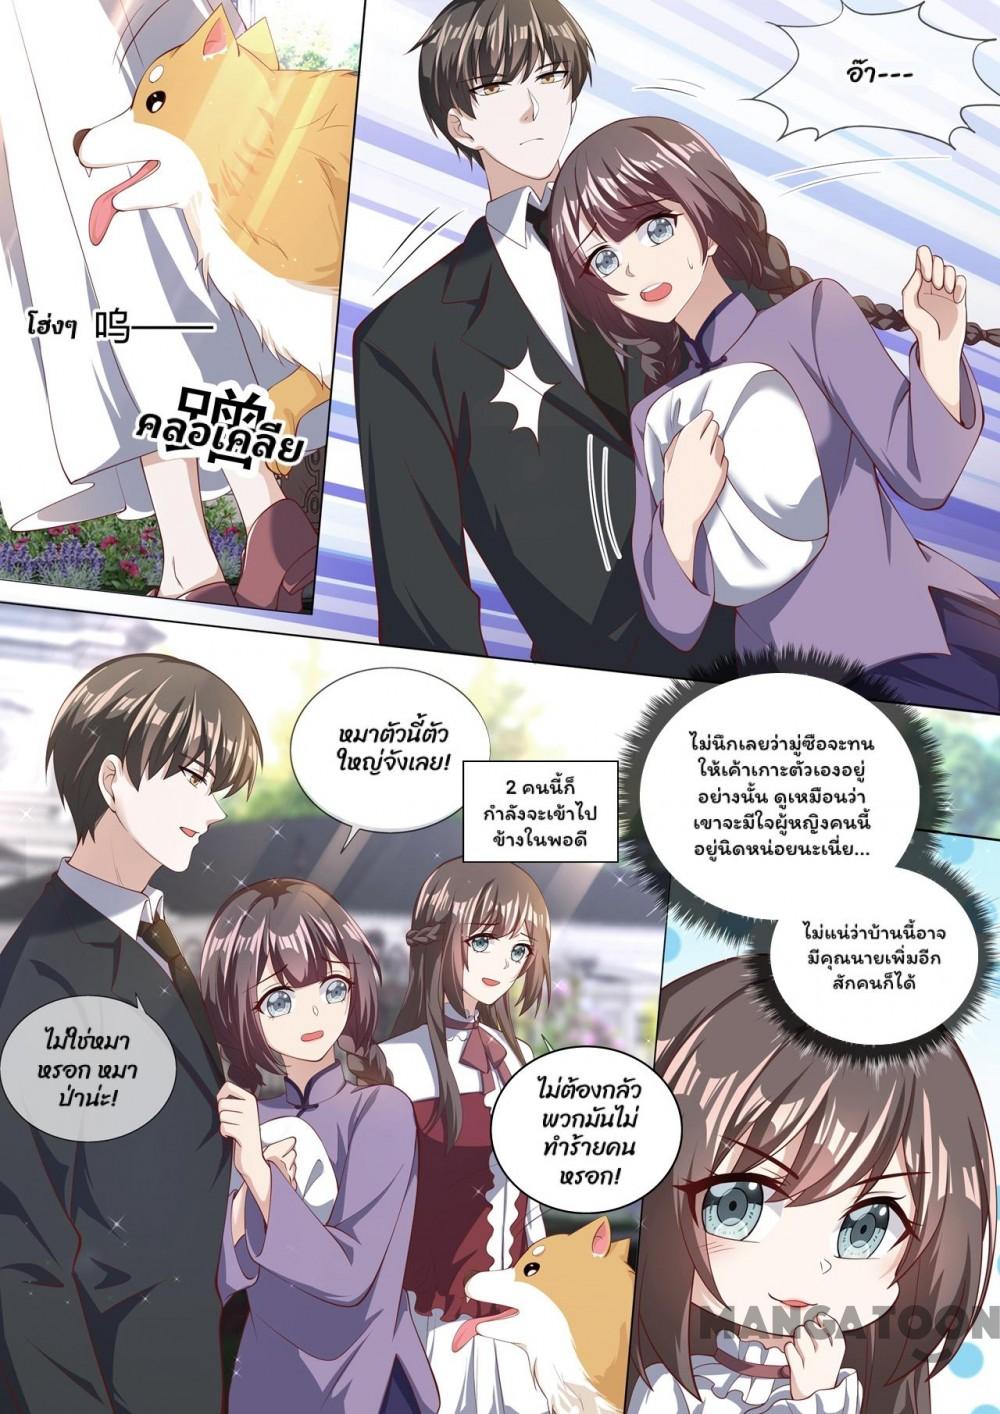 อ๊า---
โฮ่งๆ 呜——
คลอเคลีย
หมาตัวนี้ตัว
ใหญ่จังเลย!
2 คนนี้ก็
กำลังจะเข้าไป
ข้างในพอดี
ไม่นึกเลยว่ามู่ซือจะทน
ให้เค้าเกาะตัวเองอยู่
อย่างนั้น ดูเหมือนว่า
เขาจะมีใจผู้หญิงคนนี้
อยู่นิดหน่อยนะเนี่ย...
ไม่แน่ว่าบ้านนี้อาจ
มีคุณนายเพิ่มอีก
สักคนก็ได้
ไม่ใช่หมา
หรอก หมา
ป่าน่ะ!
ไม่ต้องกลัว
พวกมันไม่
ทำร้ายคน
หรอก!
MANGATOON